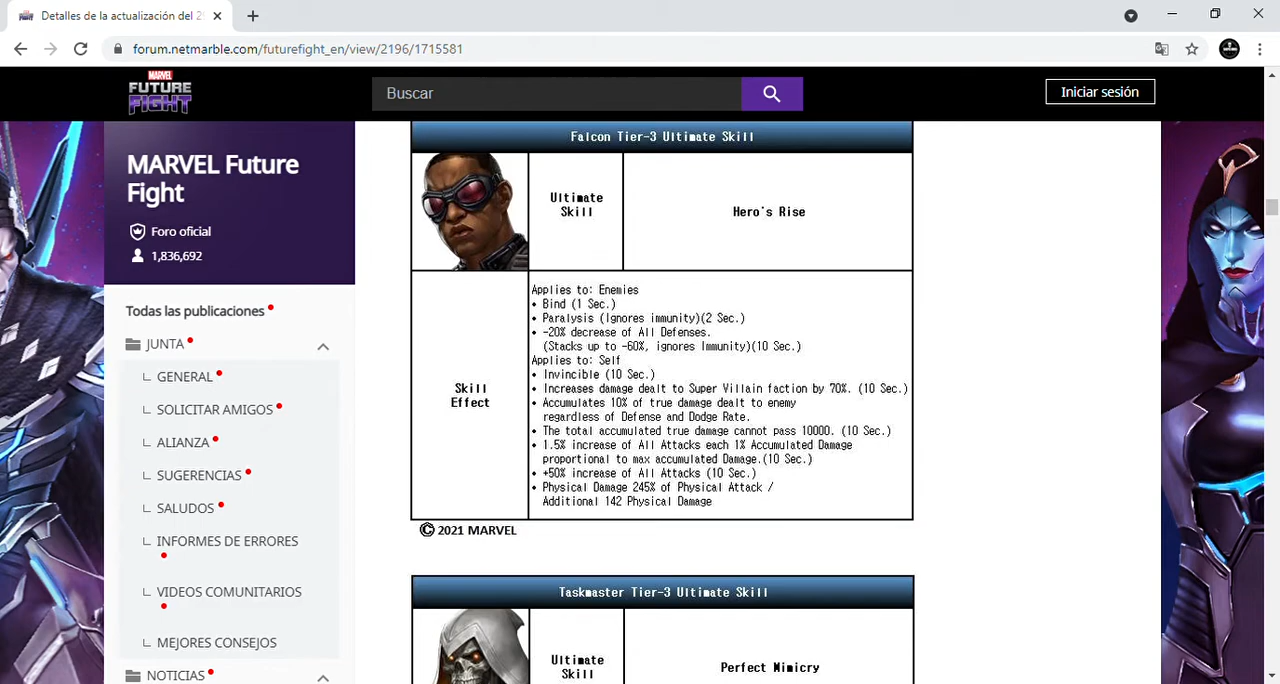 Detalles de la actualización del 25
forum.netmarble.com/futurefight_en/view/2196/1715581
MARVEL
FUTURE
FIGHT
Buscar
Iniciar sesión
MARVEL Future
Fight
Foro oficial
1,836,692
Todas las publicaciones
JUNTA
GENERAL
SOLICITAR AMIGOS
ALIANZA
SUGERENCIAS
SALUDOS
INFORMES DE ERRORES
VIDEOS COMUNITARIOS
MEJORES CONSEJOS
NOTICIAS
Falcon Tier-3 Ultimate Skill
Ultimate
Skill
Hero's Rise
Skill
Effect
Applies to: Enemies
• Bind (1 Sec.)
• Paralysis (Ignores immunity)(2 Sec.)
• -20% decrease of All Defenses.
(Stacks up to -60%, ignores Immunity)(10 Sec.)
Applies to: Self
• Invincible (10 Sec.)
• Increases damage dealt to Super Villain faction by 70%. (10 Sec.)
• Accumulates 10% of true damage dealt to enemy
regardless of Defense and Dodge Rate.
• The total accumulated true damage cannot pass 10000. (10 Sec.)
• 1.5% increase of All Attacks each 1% Accumulated Damage
proportional to max accumulated Damage.(10 Sec.)
• +50% increase of All Attacks (10 Sec.)
• Physical Damage 245% of Physical Attack /
Additional 142 Physical Damage
© 2021 MARVEL
Taskmaster Tier-3 Ultimate Skill
Ultimate
Skill
Perfect Mimicry